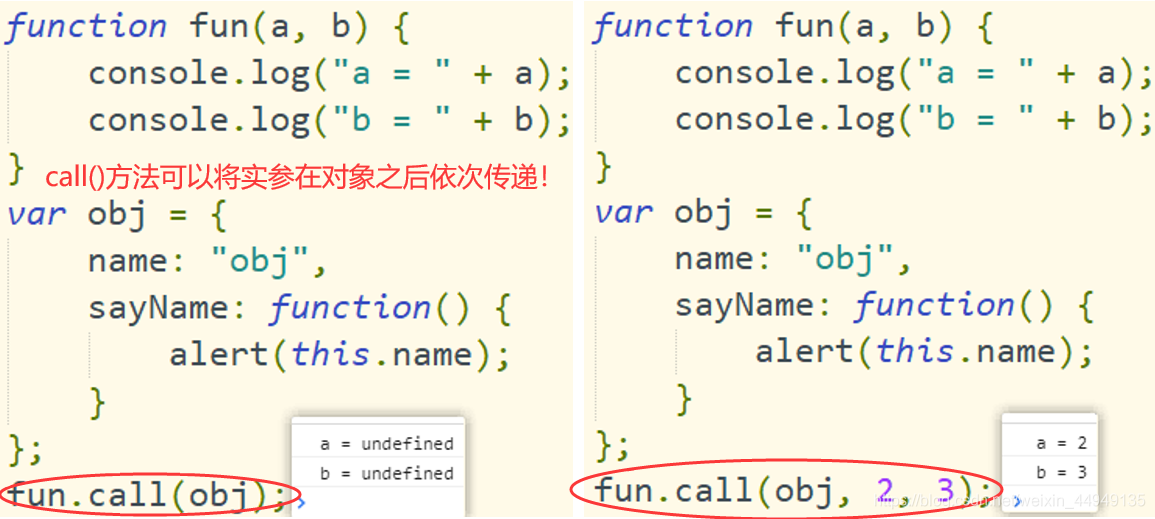 function fun(a, b) {
console.log("a = " + a);
console.log("b = " + b);
}
call()方法可以将实参在对象之后依次传递!
var obj = {
name: "obj",
sayName: function() {
alert(this.name);
}
};
fun.call(obj);
a = undefined
b = undefined
function fun(a, b) {
console.log("a = " + a);
console.log("b = " + b);
}
var obj = {
name: "obj",
sayName: function() {
alert(this.name);
}
};
fun.call(obj, 2, 3);
a = 2
b = 3
https://blog.csdn.net/weixin_44949135